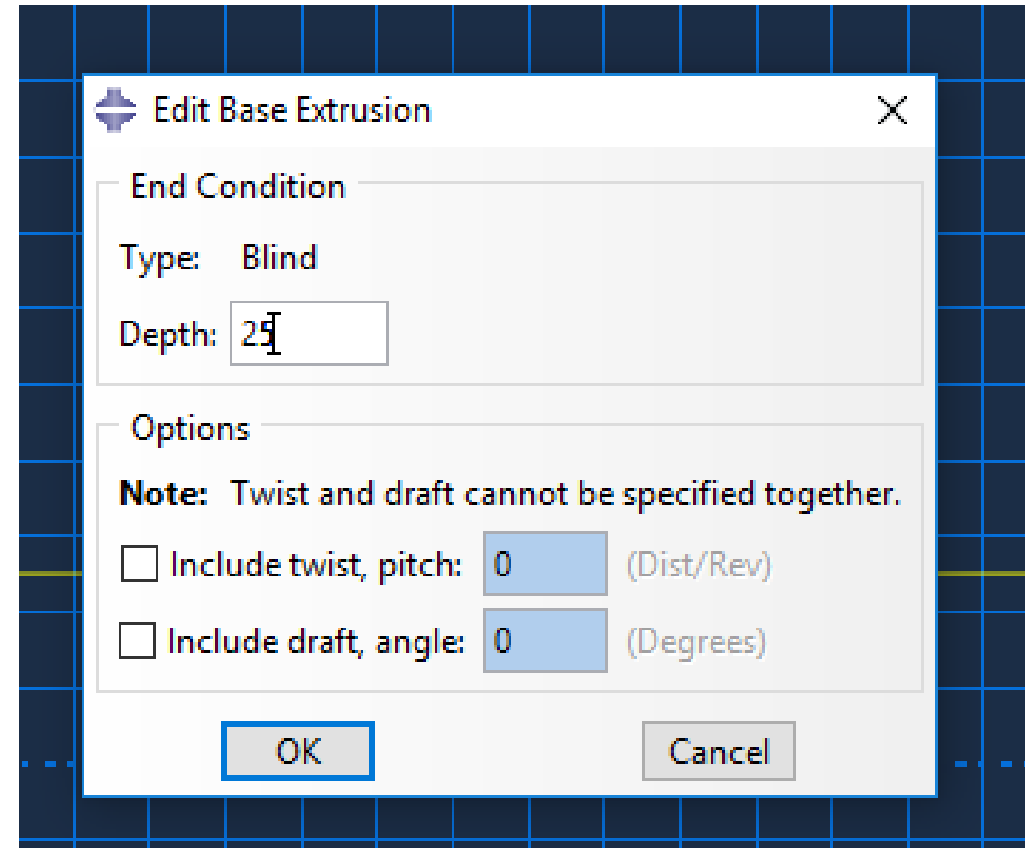 Edit Base Extrusion
End Condition
Type: Blind
Depth: 25
Options
Note: Twist and draft cannot be specified together.
Include twist, pitch: 0 (Dist/Rev)
Include draft, angle: 0 (Degrees)
OK Cancel